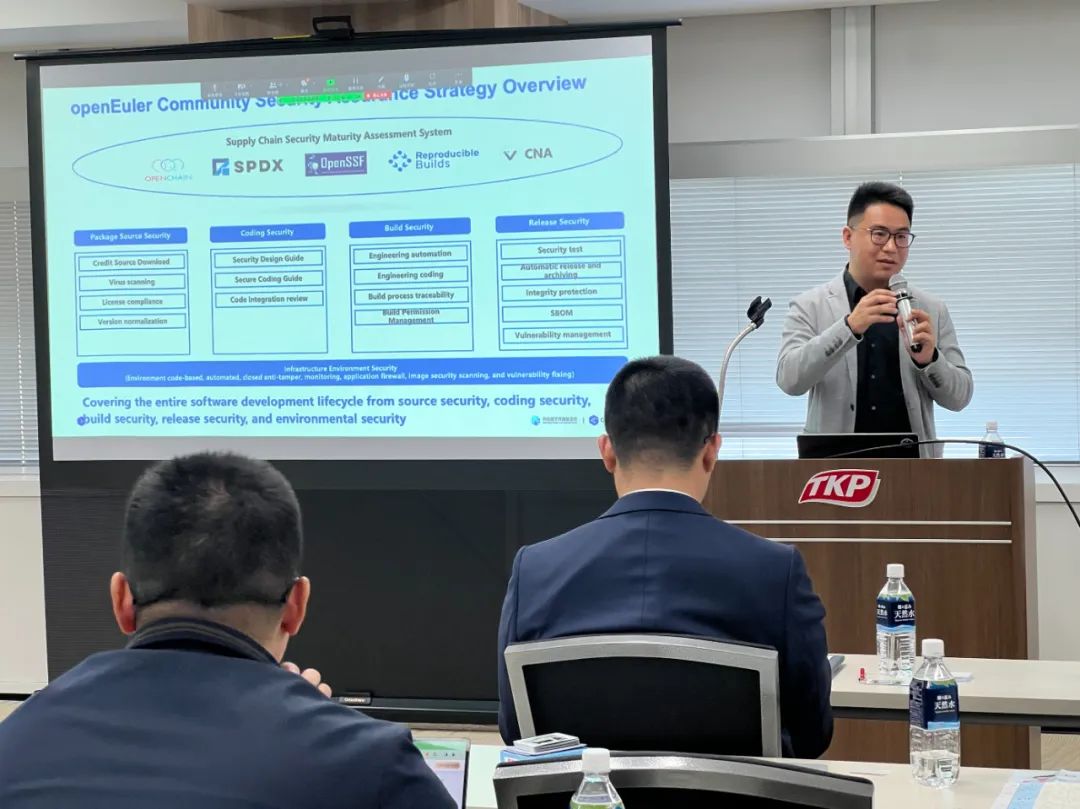 openEuler Community Security Assurance Strategy Overview
Supply Chain Security Maturity Assessment System
OPENCHAIN
SPDX
OpenSSF
Reproducible
Builds
CNA
Package Source Security
Credit Source Download
Virus scanning
License compliance
Version normalization
Coding Security
Security Design Guide
Secure Coding Guide
Code Integration review
Build Security
Engineering automation
Engineering coding
Build process traceability
Build Permission
Management
Release Security
Security test
Automatic release and
archiving
Integrity protection
SBOM
Vulnerability management
Infrastructure Environment Security
(Environment code-based, automated, closed anti-tamper, monitoring, application firewall, image security scanning, and vulnerability fixing)
Covering the entire software development lifecycle from source security, coding security,
build security, release security, and environmental security
TKP
天然水
天然水